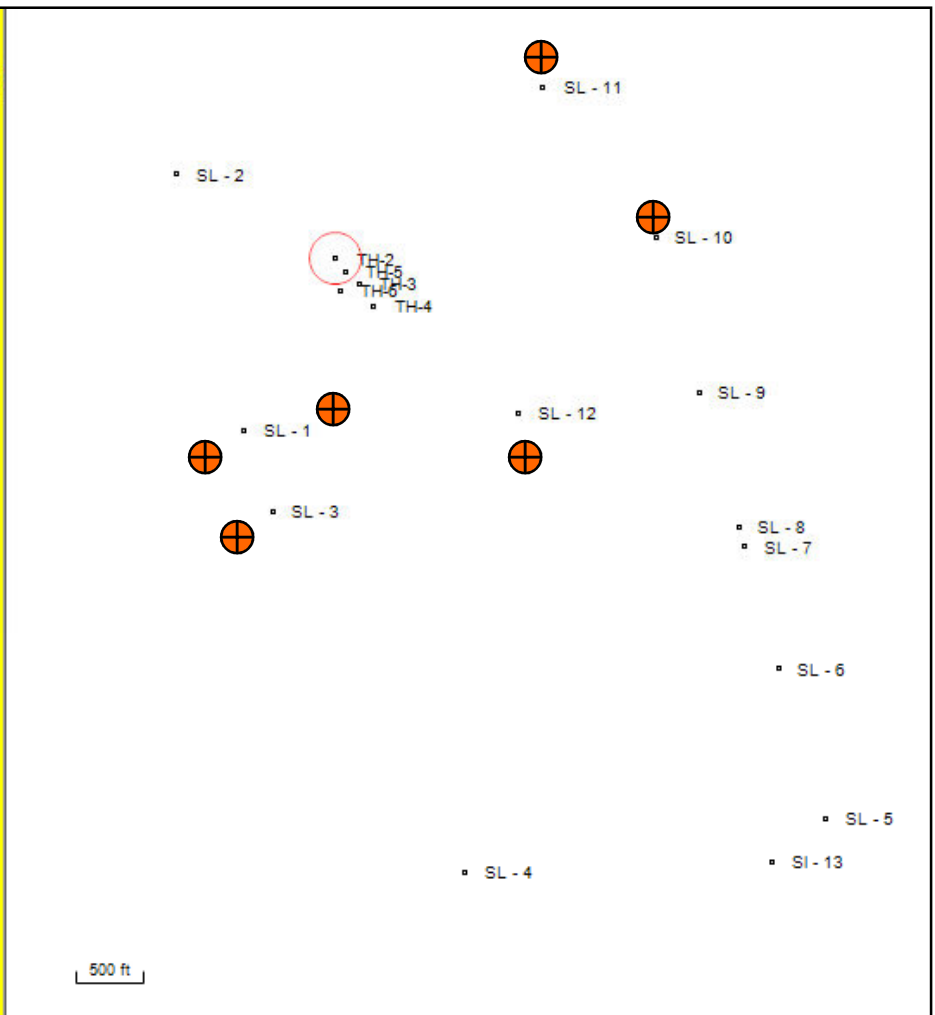 SL - 11
SL - 2
SL - 10
TH-2
TH-5
TH-3
TH-6
TH-4
SL - 9
SL - 12
SL - 1
SL - 3
SL - 8
SL - 7
SL - 6
SL - 5
SI - 13
SL - 4
500 ft